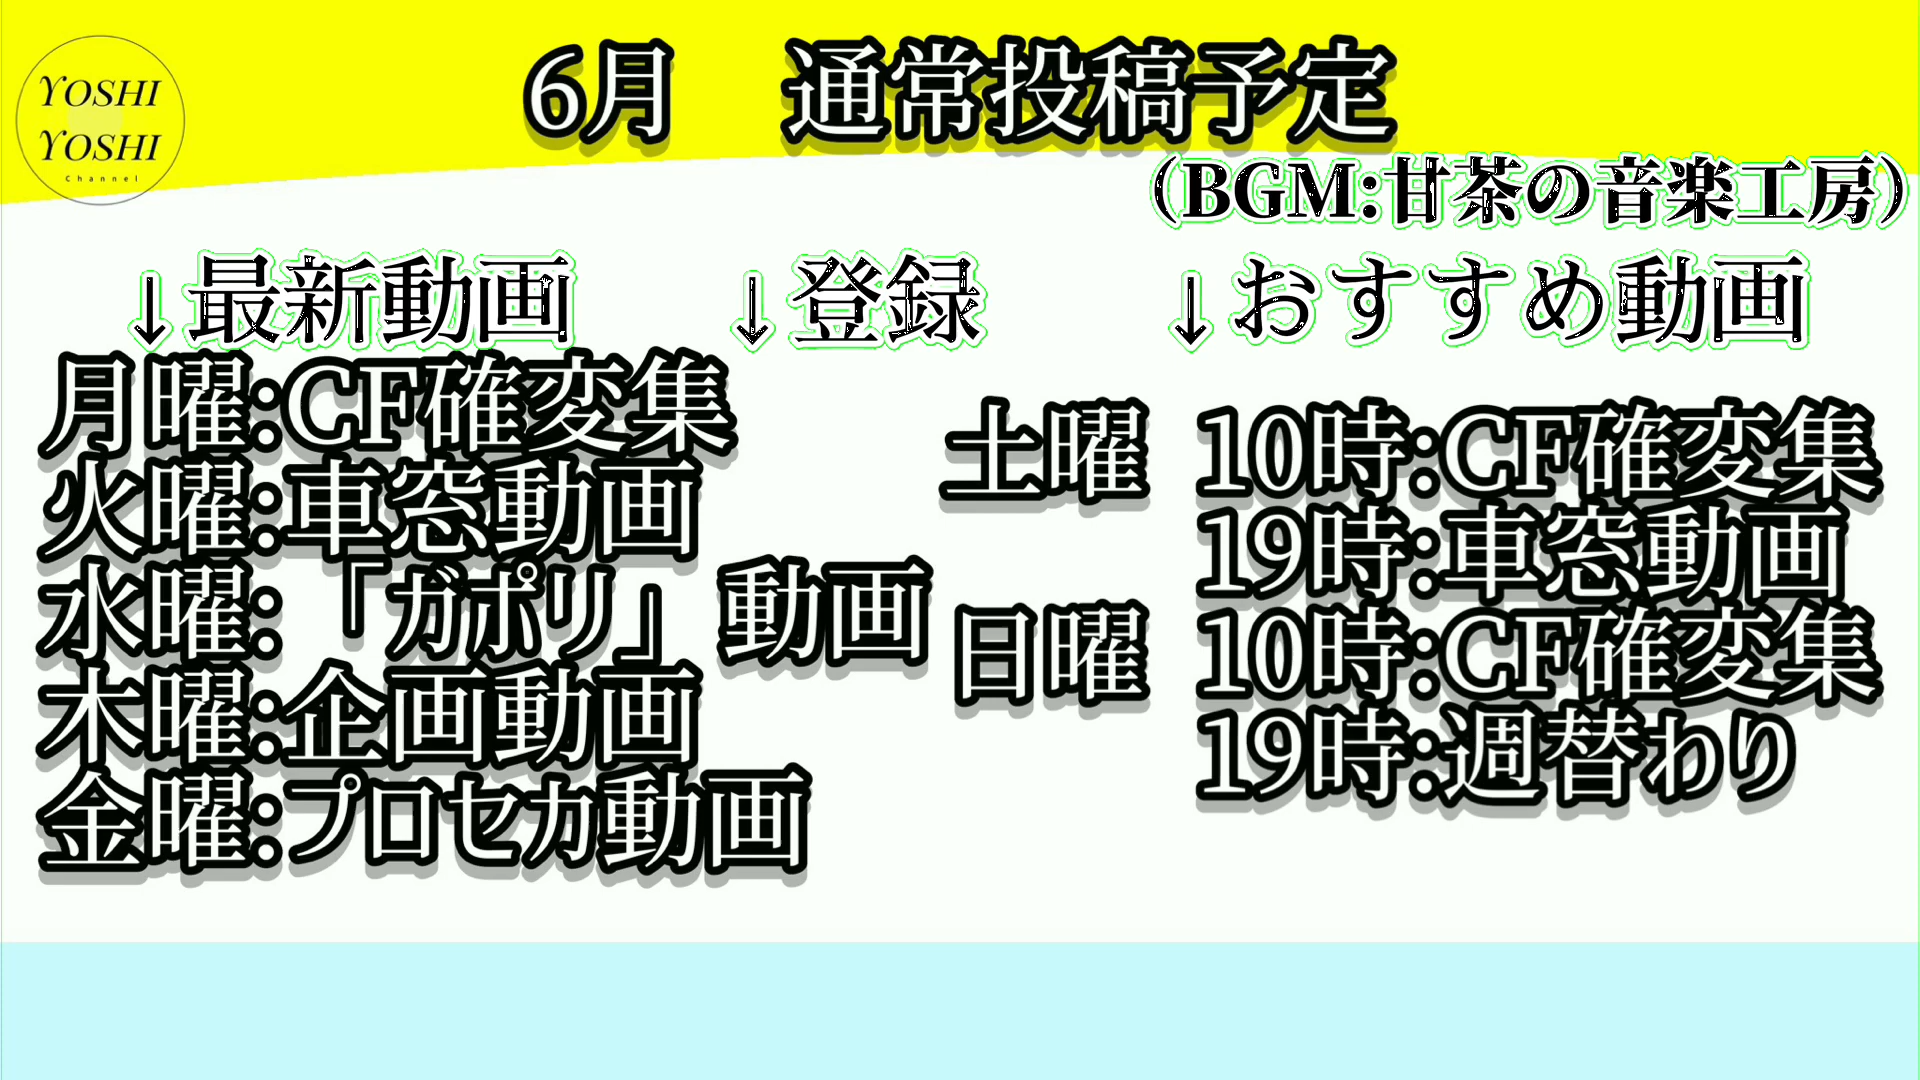 YOSHI
YOSHI
Channel
6月　通常投稿予定
(BGM:甘茶の音楽工房)
↓最新動画
↓登録
↓おすすめ動画
月曜:CF確変集
火曜:車窓動画
水曜:「ガポリ」動画
木曜:企画動画
金曜:プロセカ動画
土曜 10時:CF確変集
19時:車窓動画
日曜 10時:CF確変集
19時:週替わり